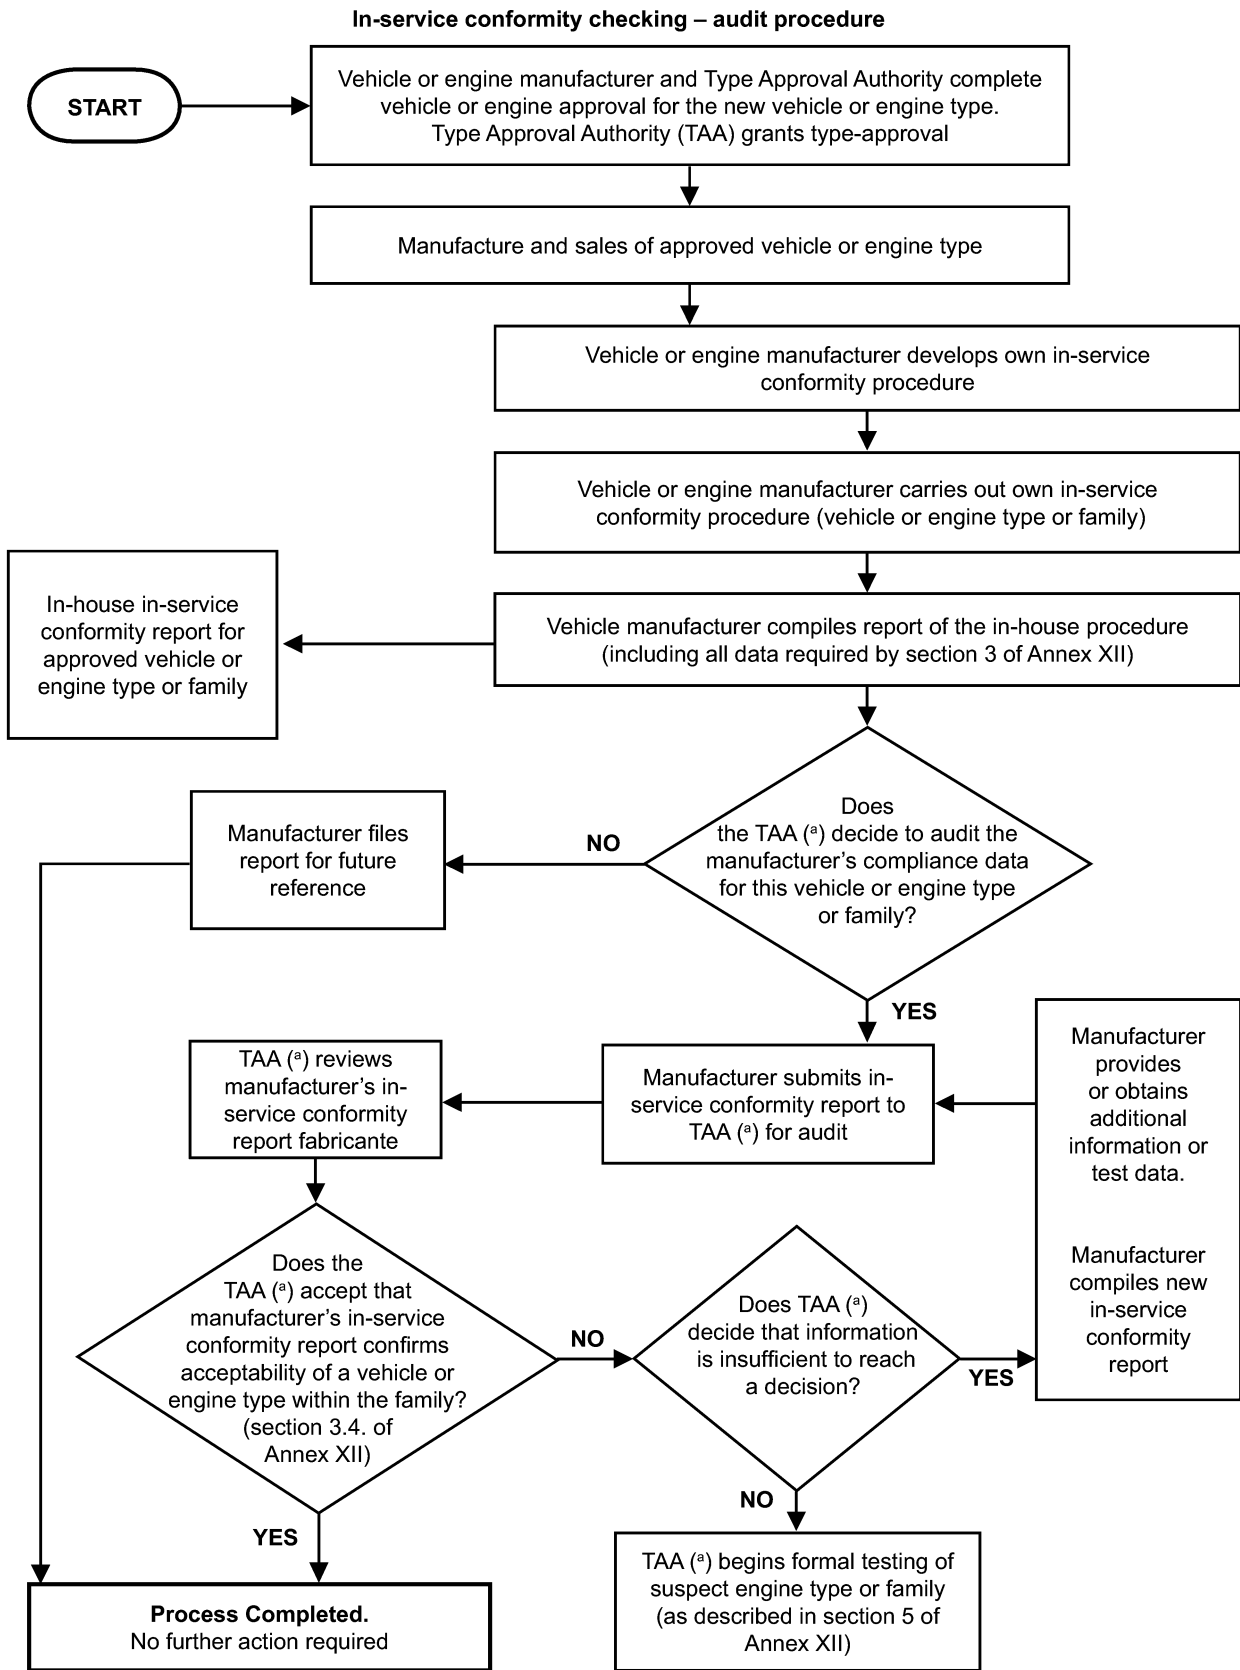 In-service conformity checking – audit procedure
START
Vehicle or engine manufacturer and Type Approval Authority complete
vehicle or engine approval for the new vehicle or engine type.
Type Approval Authority (TAA) grants type-approval
Manufacture and sales of approved vehicle or engine type
Vehicle or engine manufacturer develops own in-service
conformity procedure
Vehicle or engine manufacturer carries out own in-service
conformity procedure (vehicle or engine type or family)
In-house in-service
conformity report for
approved vehicle or
engine type or family
Vehicle manufacturer compiles report of the in-house procedure
(including all data required by section 3 of Annex XII)
Does
the TAA (ᵃ) decide to audit the
manufacturer’s compliance data
for this vehicle or engine type
or family?
NO
Manufacturer files
report for future
reference
YES
Manufacturer submits in-
service conformity report to
TAA (ᵃ) for audit
TAA (ᵃ) reviews
manufacturer’s in-
service conformity
report fabricante
Manufacturer
provides
or obtains
additional
information or
test data.
Manufacturer
compiles new
in-service
conformity
report
Does the
TAA (ᵃ) accept that
manufacturer’s in-service
conformity report confirms
acceptability of a vehicle or
engine type within the family?
(section 3.4. of
Annex XII)
NO
Does TAA (ᵃ)
decide that information
is insufficient to reach
a decision?
YES
NO
YES
TAA (ᵃ) begins formal testing of
suspect engine type or family
(as described in section 5 of
Annex XII)
Process Completed.
No further action required